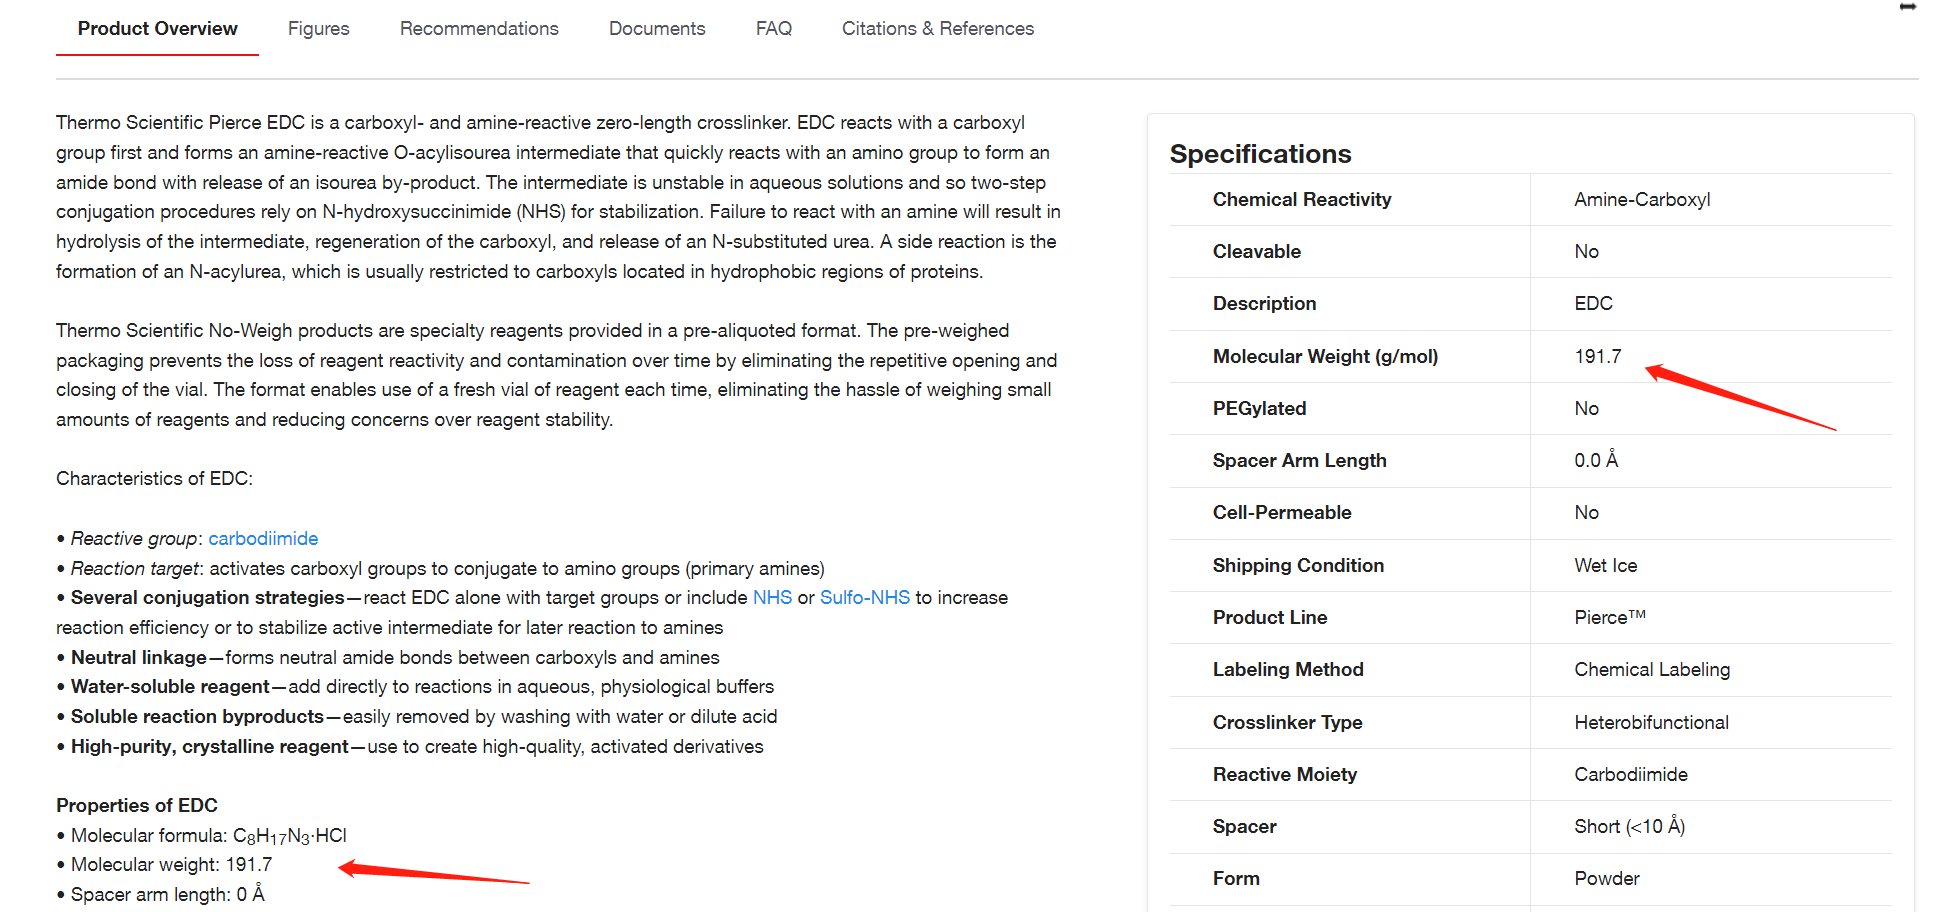 Product Overview
Figures
Recommendations
Documents
FAQ
Citations & References
Thermo Scientific Pierce EDC is a carboxyl- and amine-reactive zero-length crosslinker. EDC reacts with a carboxyl
group first and forms an amine-reactive O-acylisourea intermediate that quickly reacts with an amino group to form an
amide bond with release of an isourea by-product. The intermediate is unstable in aqueous solutions and so two-step
conjugation procedures rely on N-hydroxysuccinimide (NHS) for stabilization. Failure to react with an amine will result in
hydrolysis of the intermediate, regeneration of the carboxyl, and release of an N-substituted urea. A side reaction is the
formation of an N-acylurea, which is usually restricted to carboxyls located in hydrophobic regions of proteins.
Thermo Scientific No-Weigh products are specialty reagents provided in a pre-aliquoted format. The pre-weighed
packaging prevents the loss of reagent reactivity and contamination over time by eliminating the repetitive opening and
closing of the vial. The format enables use of a fresh vial of reagent each time, eliminating the hassle of weighing small
amounts of reagents and reducing concerns over reagent stability.
Characteristics of EDC:
• Reactive group: carbodiimide
• Reaction target: activates carboxyl groups to conjugate to amino groups (primary amines)
• Several conjugation strategies—react EDC alone with target groups or include NHS or Sulfo-NHS to increase
reaction efficiency or to stabilize active intermediate for later reaction to amines
• Neutral linkage—forms neutral amide bonds between carboxyls and amines
• Water-soluble reagent—add directly to reactions in aqueous, physiological buffers
• Soluble reaction byproducts—easily removed by washing with water or dilute acid
• High-purity, crystalline reagent—use to create high-quality, activated derivatives
Properties of EDC
• Molecular formula: C₈H₁₇N₃·HCl
• Molecular weight: 191.7
• Spacer arm length: 0 Å
Specifications
Chemical Reactivity Amine-Carboxyl
Cleavable No
Description EDC
Molecular Weight (g/mol) 191.7
PEGylated No
Spacer Arm Length 0.0 Å
Cell-Permeable No
Shipping Condition Wet Ice
Product Line Pierce™
Labeling Method Chemical Labeling
Crosslinker Type Heterobifunctional
Reactive Moiety Carbodiimide
Spacer Short (<10 Å)
Form Powder